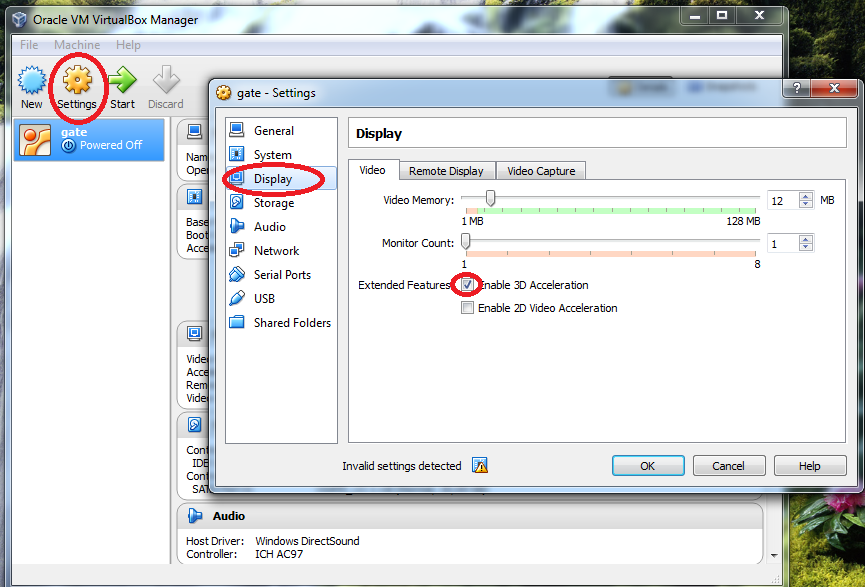 Oracle VM VirtualBox Manager
File Machine Help
New Settings Start Discard
gate
Powered Off
gate - Settings
General
System
Display
Storage
Audio
Network
Serial Ports
USB
Shared Folders
Display
Video Remote Display Video Capture
Video Memory: 12 MB
1 MB 128 MB
Monitor Count: 1
1 8
Extended Features: Enable 3D Acceleration
Enable 2D Video Acceleration
Invalid settings detected
OK Cancel Help
Nam
Oper
Base
Boot
Acce
Video
Acce
Rem
Video
Cont
IDE
Cont
SAT
Audio
Host Driver: Windows DirectSound
Controller: ICH AC97